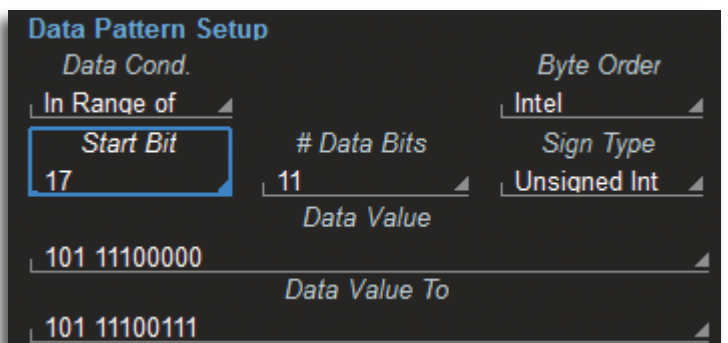 Data Pattern Setup
Data Cond. Byte Order
In Range of Intel
Start Bit # Data Bits Sign Type
17 11 Unsigned Int
Data Value
101 11100000
Data Value To
101 11100111